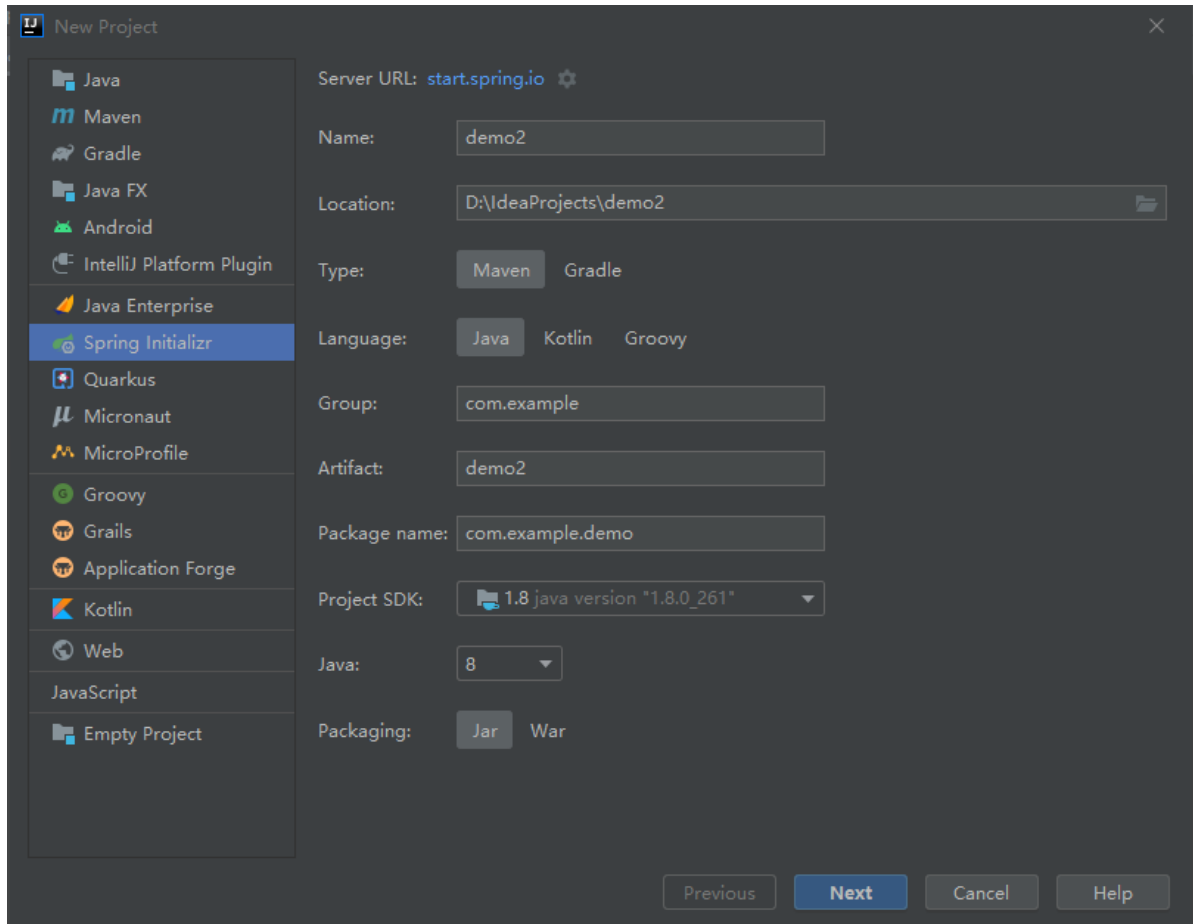 New Project
Java
Maven
Gradle
Java FX
Android
IntelliJ Platform Plugin
Java Enterprise
Spring Initializr
Quarkus
Micronaut
MicroProfile
Groovy
Grails
Application Forge
Kotlin
Web
JavaScript
Empty Project
Server URL: start.spring.io
Name: demo2
Location: D:\IdeaProjects\demo2
Type: Maven Gradle
Language: Java Kotlin Groovy
Group: com.example
Artifact: demo2
Package name: com.example.demo
Project SDK: 1.8 java version "1.8.0_261"
Java: 8
Packaging: Jar War
Previous Next Cancel Help